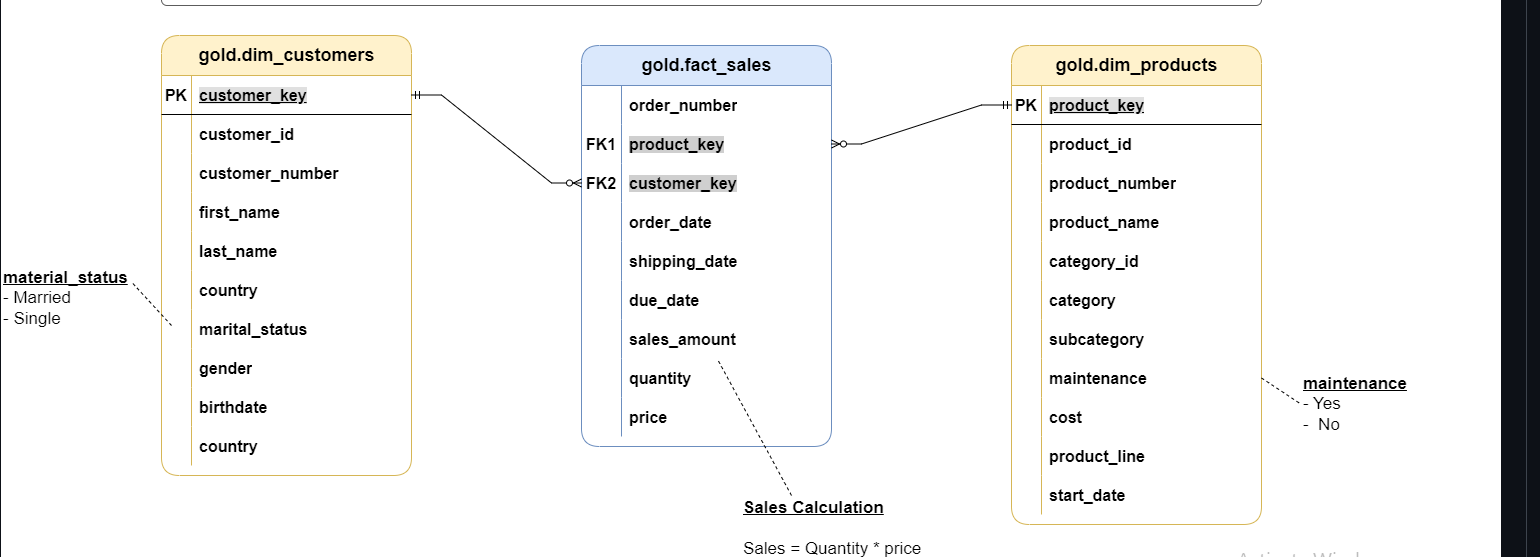 gold.dim_customers
PK customer_key
customer_id
customer_number
first_name
last_name
country
marital_status
gender
birthdate
country
material_status
- Married
- Single
gold.fact_sales
order_number
FK1 product_key
FK2 customer_key
order_date
shipping_date
due_date
sales_amount
quantity
price
Sales Calculation
Sales = Quantity * price
gold.dim_products
PK product_key
product_id
product_number
product_name
category_id
category
subcategory
maintenance
cost
product_line
start_date
maintenance
- Yes
- No